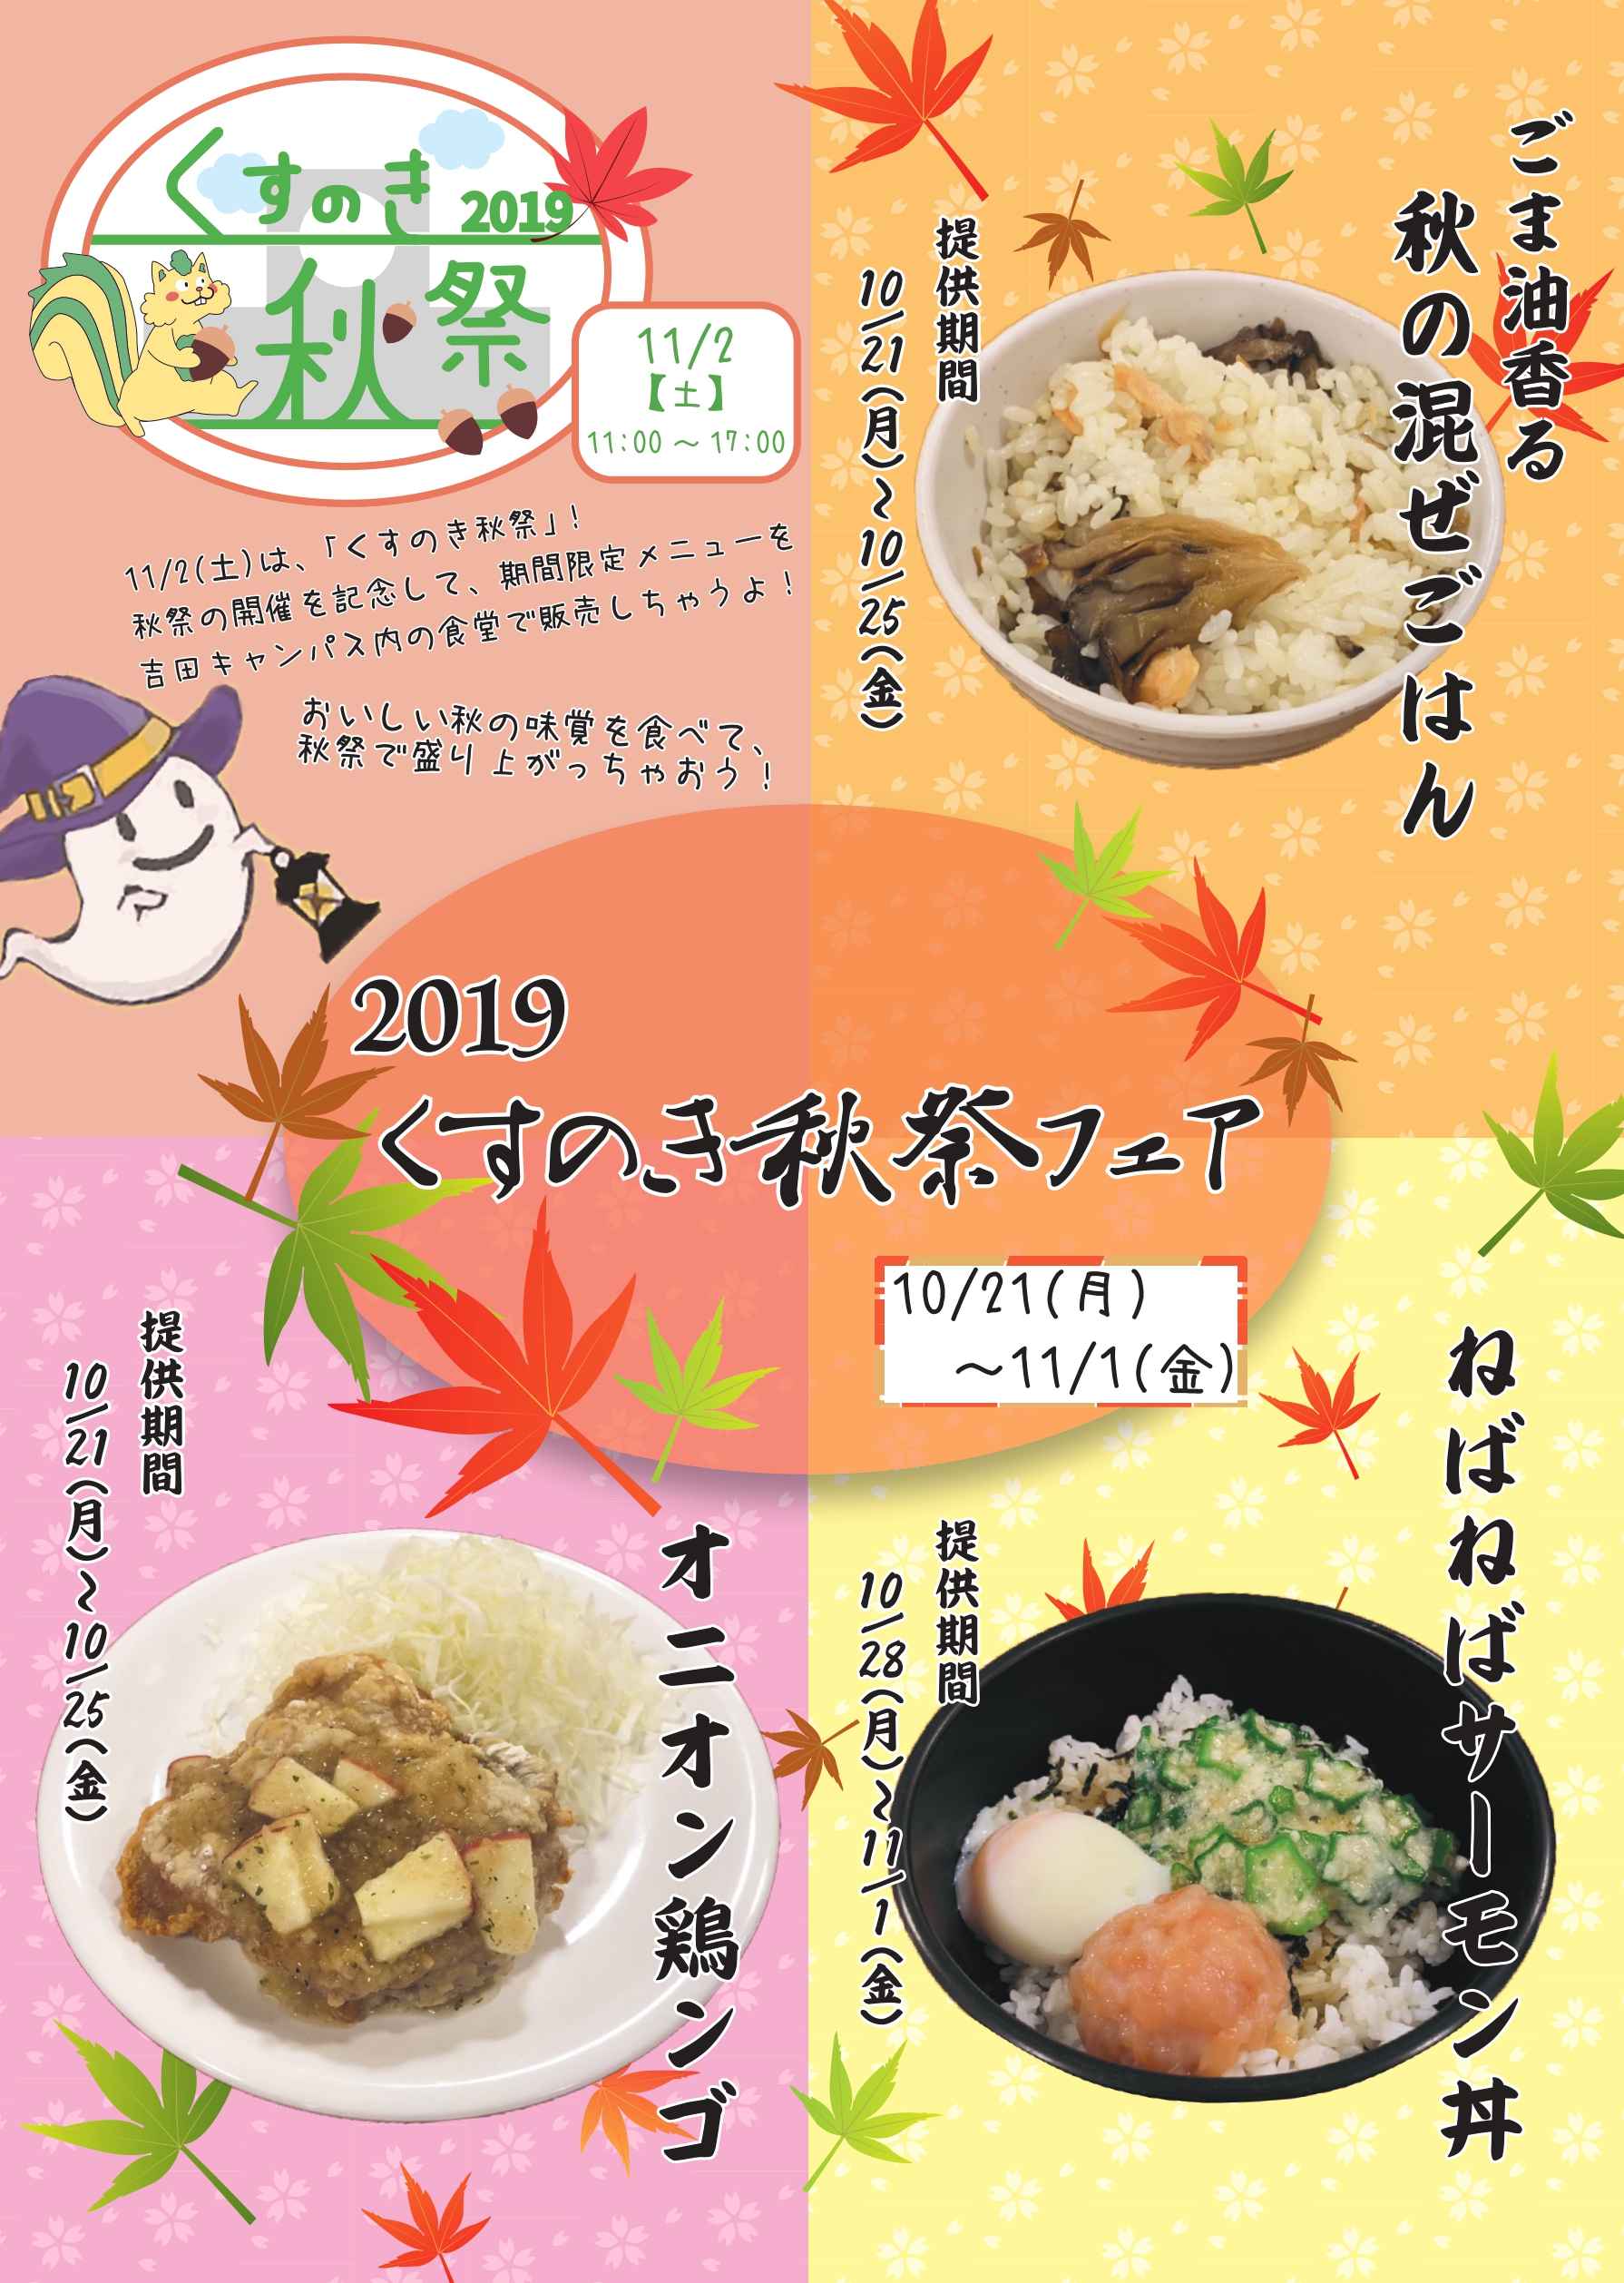 くすのき 2019
秋祭
11/2
【土】
11:00 ～ 17:00
11/2(土)は、「くすのき秋祭」!
秋祭の開催を記念して、期間限定メニューを
吉田キャンパス内の食堂で販売しちゃうよ!
おいしい秋の味覚を食べて、
秋祭で盛り上がっちゃおう!
ごま油香る
秋の混ぜごはん
提供期間
10/21(月)～10/25(金)
2019
くすのき秋祭フェア
10/21(月)
～11/1(金)
オニオン鶏ンゴ
提供期間
10/21(月)～10/25(金)
ねばねばサーモン丼
提供期間
10/28(月)～11/1(金)